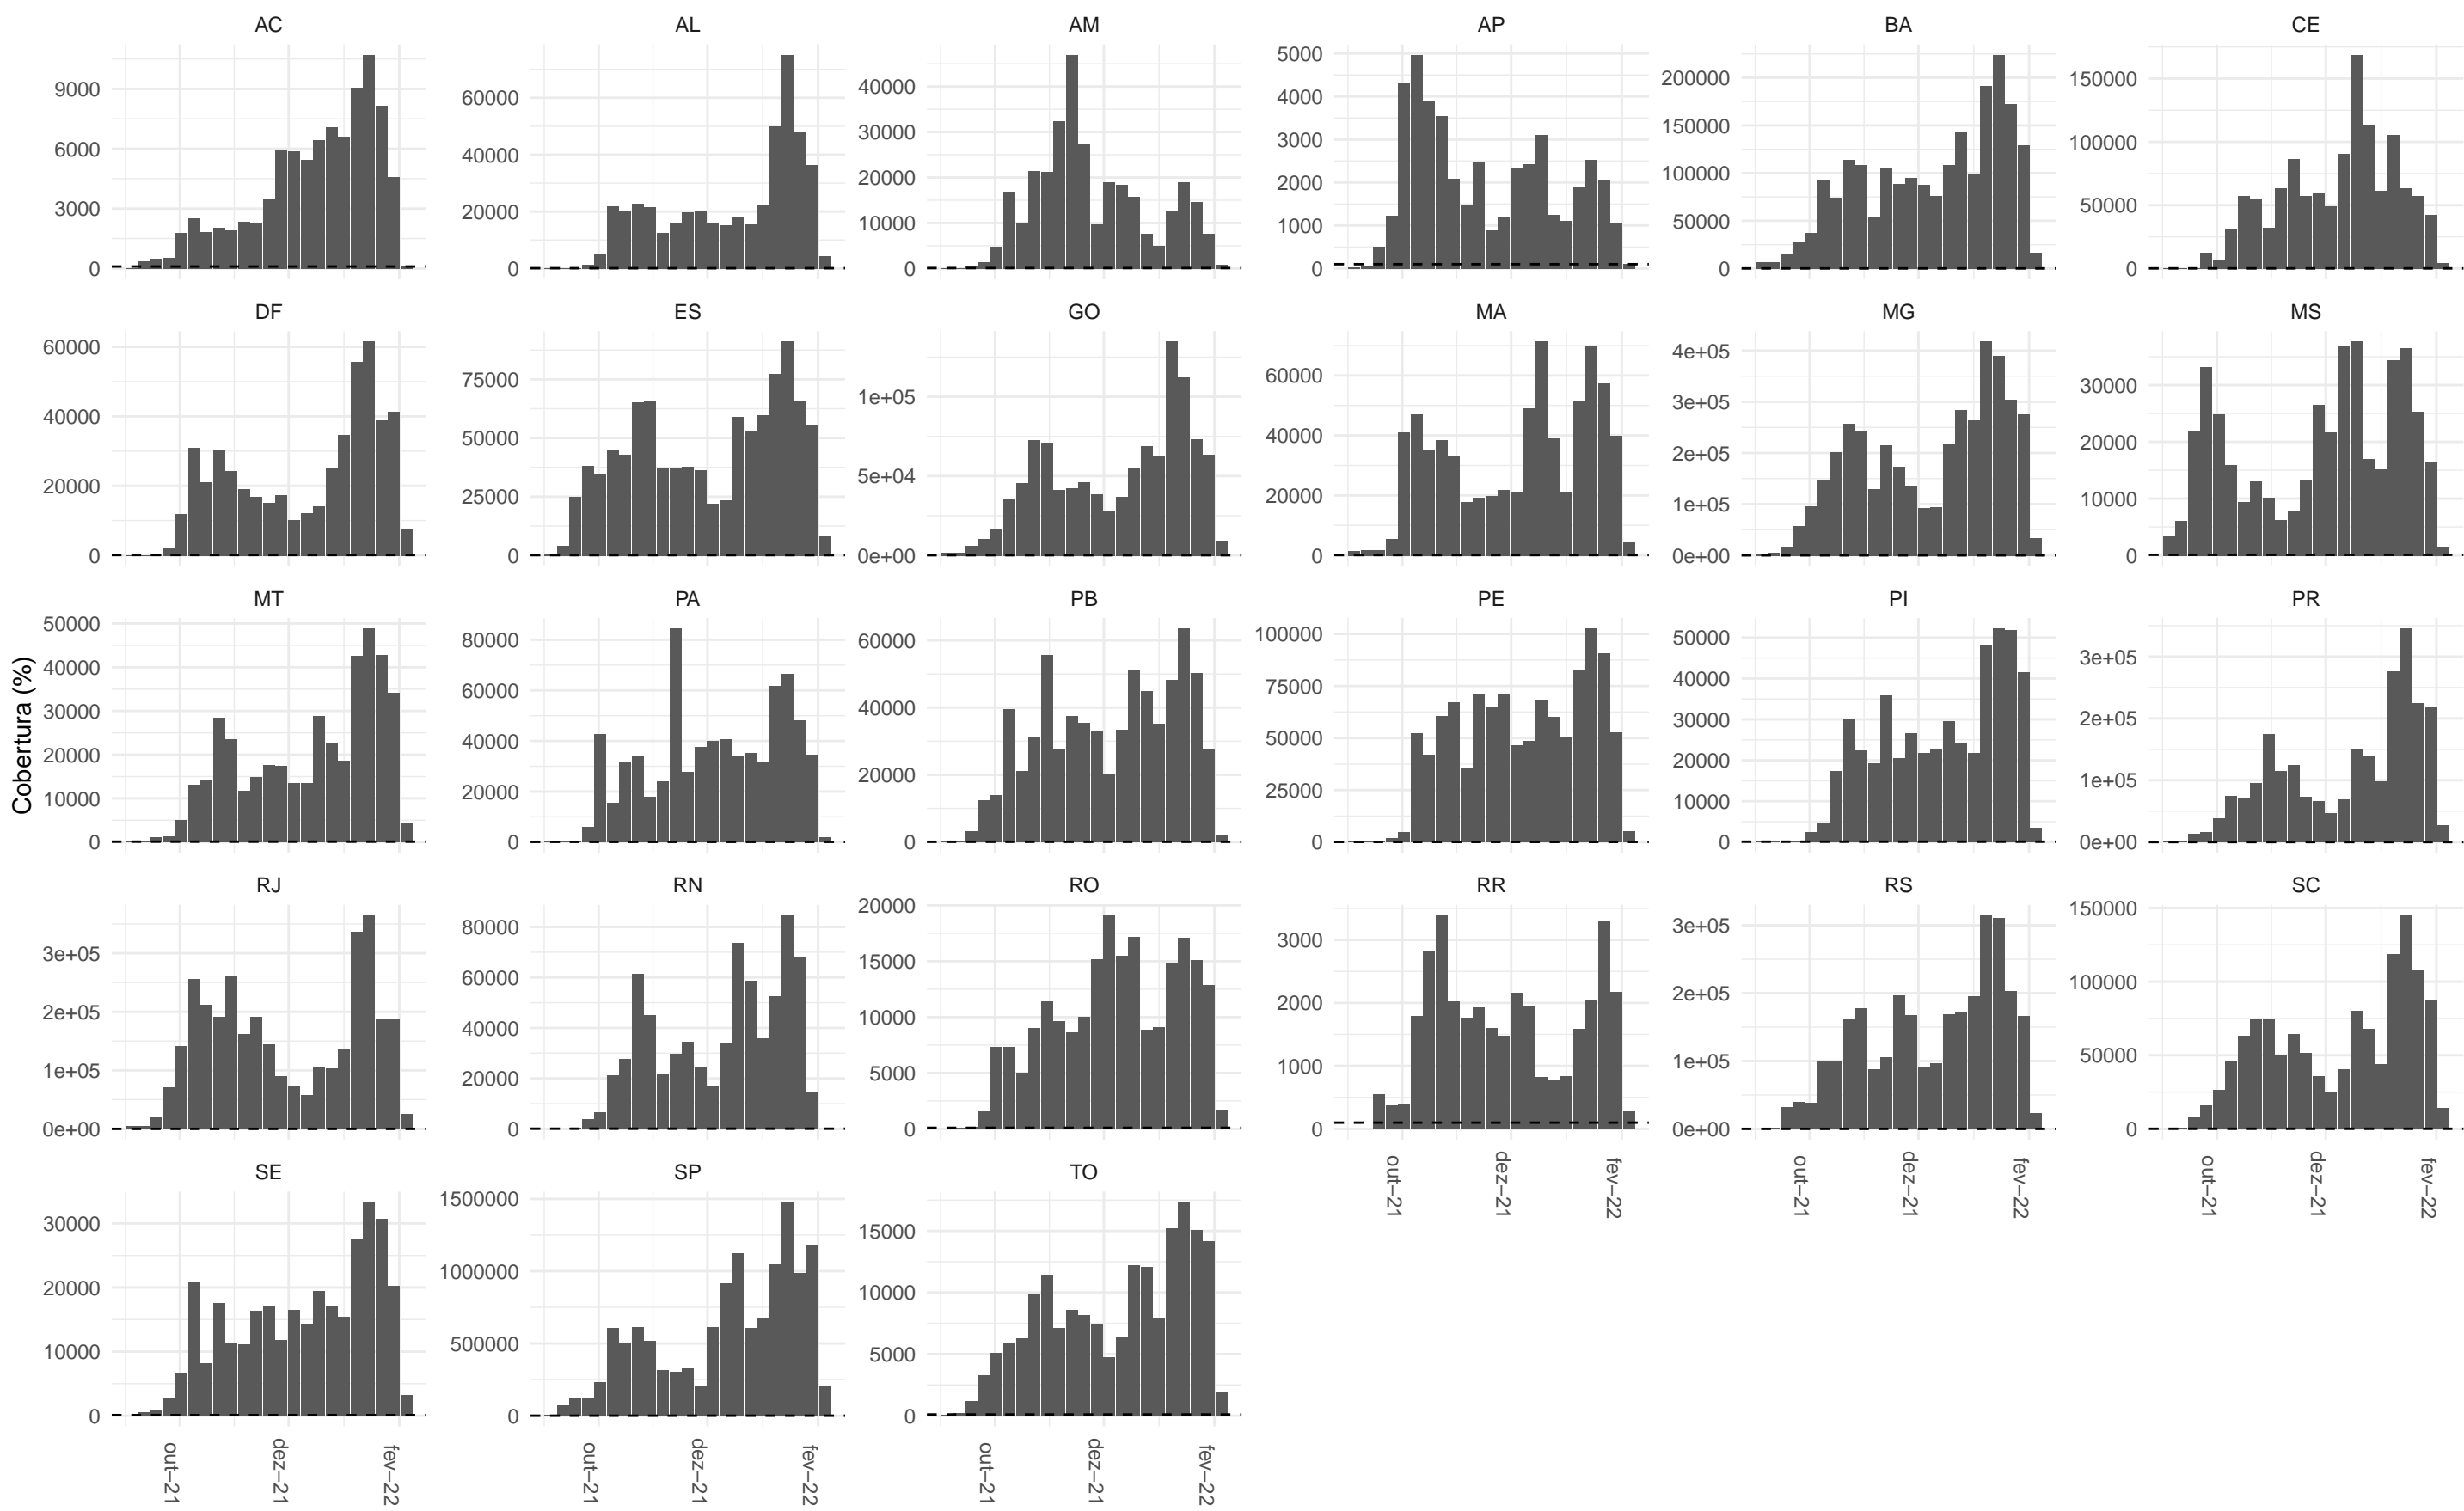 Cobertura (%)
AC
9000
6000
3000
0
AL
60000
40000
20000
0
AM
40000
30000
20000
10000
0
AP
5000
4000
3000
2000
1000
0
BA
200000
150000
100000
50000
0
CE
150000
100000
50000
0
DF
60000
40000
20000
0
ES
75000
50000
25000
0
GO
1e+05
5e+04
0e+00
MA
60000
40000
20000
0
MG
4e+05
3e+05
2e+05
1e+05
0e+00
MS
30000
20000
10000
0
MT
50000
40000
30000
20000
10000
0
PA
80000
60000
40000
20000
0
PB
60000
40000
20000
0
PE
100000
75000
50000
25000
0
PI
50000
40000
30000
20000
10000
0
PR
3e+05
2e+05
1e+05
0e+00
RJ
3e+05
2e+05
1e+05
0e+00
RN
80000
60000
40000
20000
0
RO
20000
15000
10000
5000
0
RR
3000
2000
1000
0
out-21
dez-21
fev-22
RS
3e+05
2e+05
1e+05
0e+00
out-21
dez-21
fev-22
SC
150000
100000
50000
0
out-21
dez-21
fev-22
SE
30000
20000
10000
0
out-21
dez-21
fev-22
SP
1500000
1000000
500000
0
out-21
dez-21
fev-22
TO
15000
10000
5000
0
out-21
dez-21
fev-22